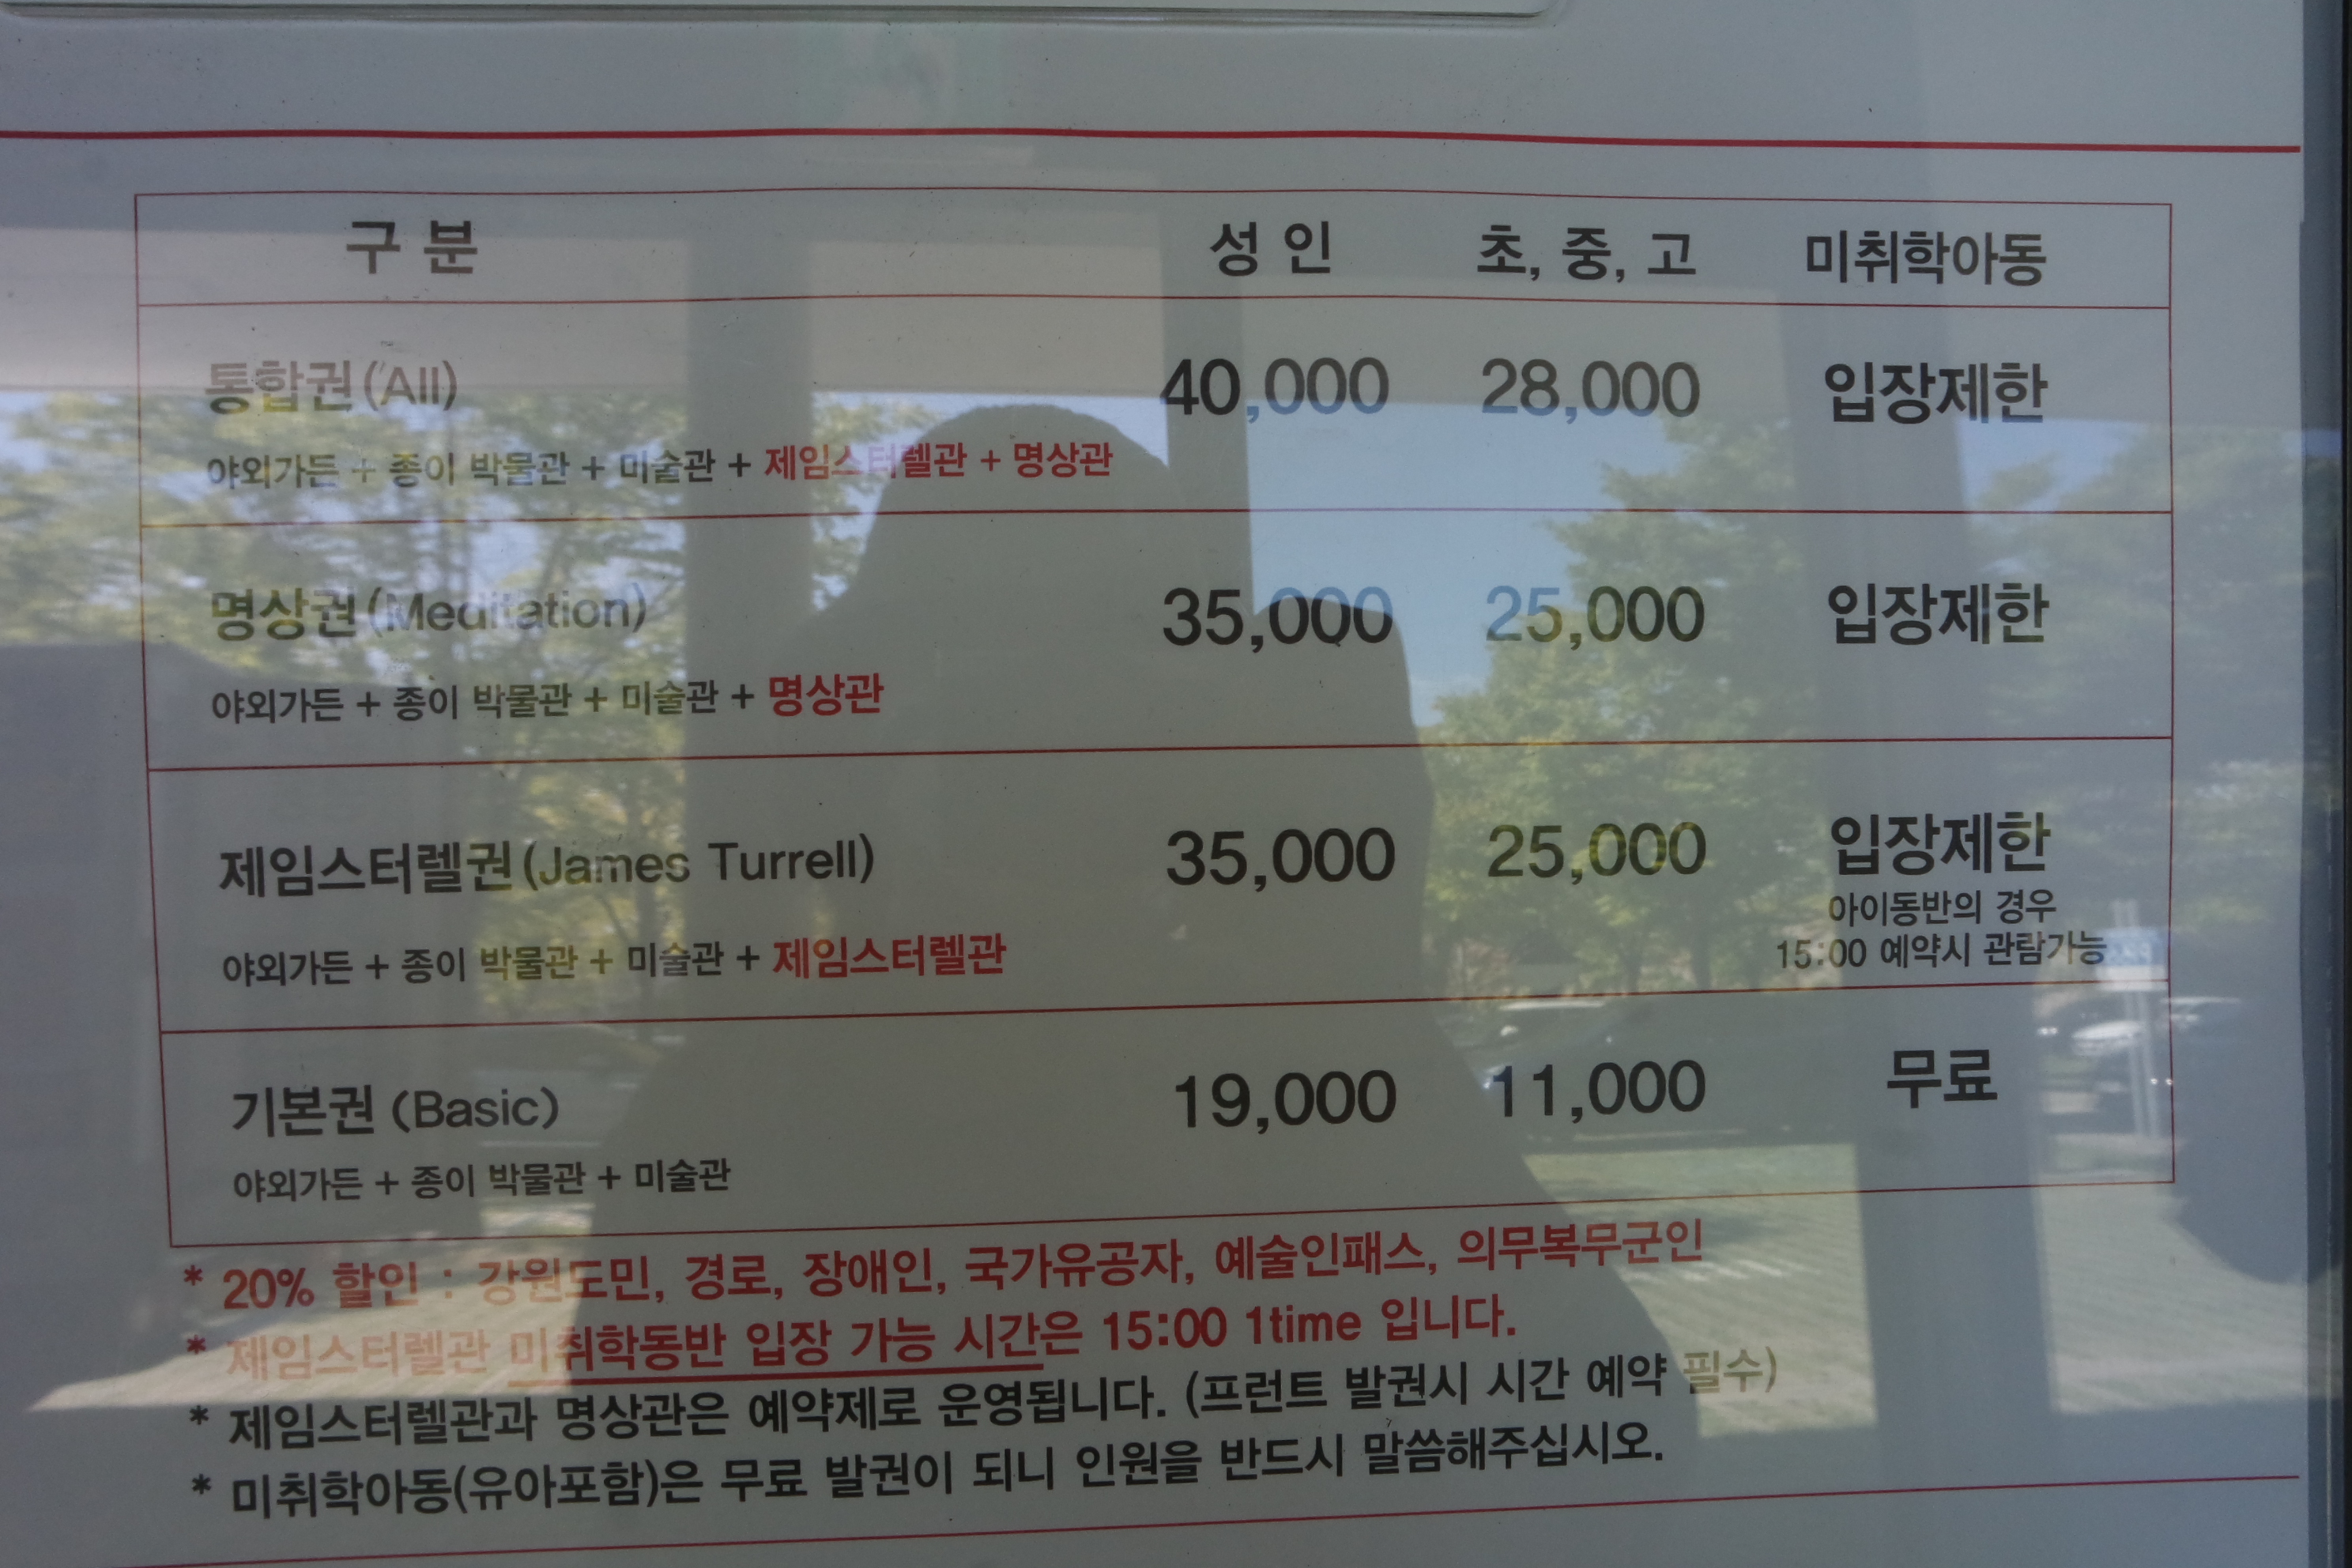 구 분 성 인 초, 중, 고 미취학아동
통합권(All) 40,000 28,000 입장제한
야외가든 + 종이 박물관 + 미술관 + 제임스터렐관 + 명상관
명상권(Meditation) 35,000 25,000 입장제한
야외가든 + 종이 박물관 + 미술관 + 명상관
제임스터렐권(James Turrell) 35,000 25,000 입장제한
아이동반의 경우
야외가든 + 종이 박물관 + 미술관 + 제임스터렐관 15:00 예약시 관람가능
기본권 (Basic) 19,000 11,000 무료
야외가든 + 종이 박물관 + 미술관
* 20% 할인 : 강원도민, 경로, 장애인, 국가유공자, 예술인패스, 의무복무군인
* 제임스터렐관 미취학동반 입장 가능 시간은 15:00 1time 입니다.
* 제임스터렐관과 명상관은 예약제로 운영됩니다. (프런트 발권시 시간 예약 필수)
* 미취학아동(유아포함)은 무료 발권이 되니 인원을 반드시 말씀해주십시오.